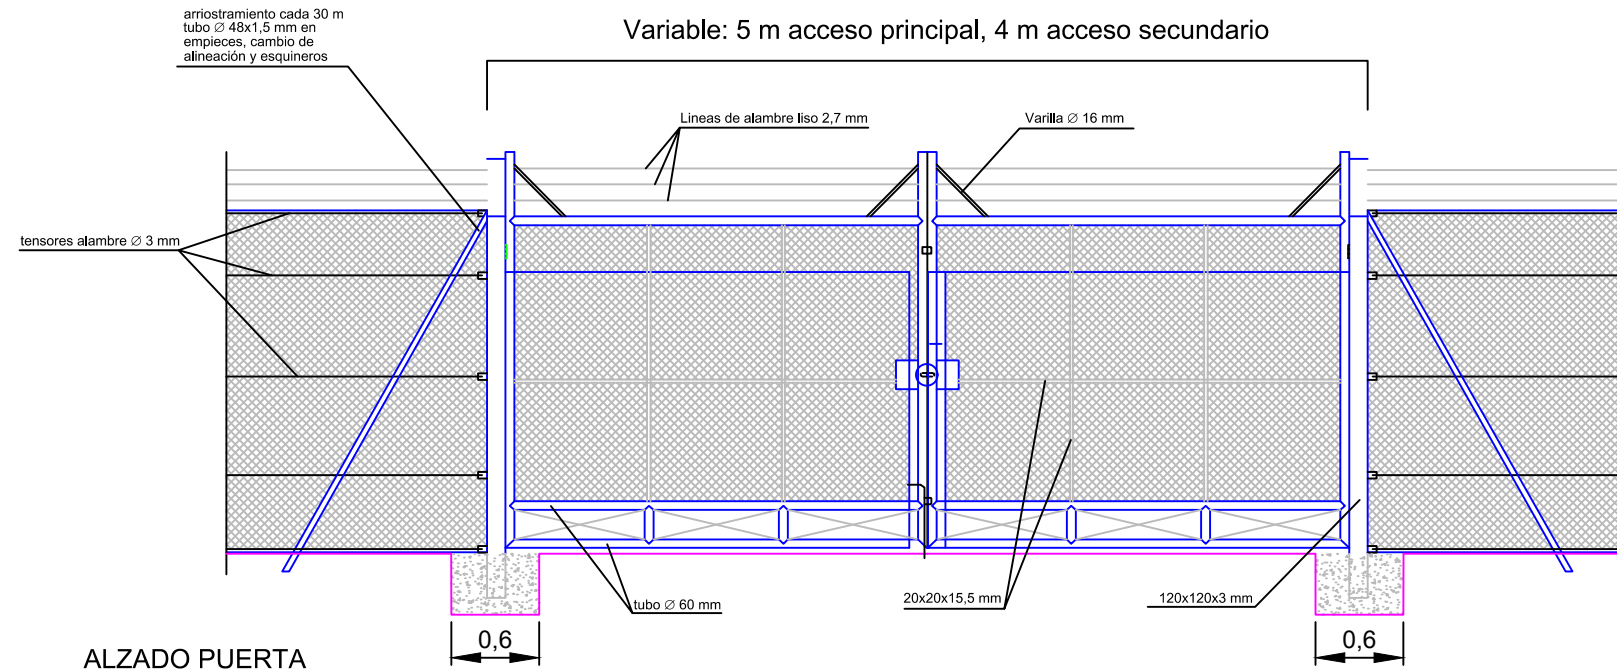 arriostramiento cada 30 m
tubo ∅ 48x1,5 mm en
empieces, cambio de
alineación y esquineros
Variable: 5 m acceso principal, 4 m acceso secundario
Lineas de alambre liso 2,7 mm
Varilla ∅ 16 mm
tensores alambre ∅ 3 mm
tubo ∅ 60 mm
20x20x15,5 mm
120x120x3 mm
0,6
0,6
ALZADO PUERTA